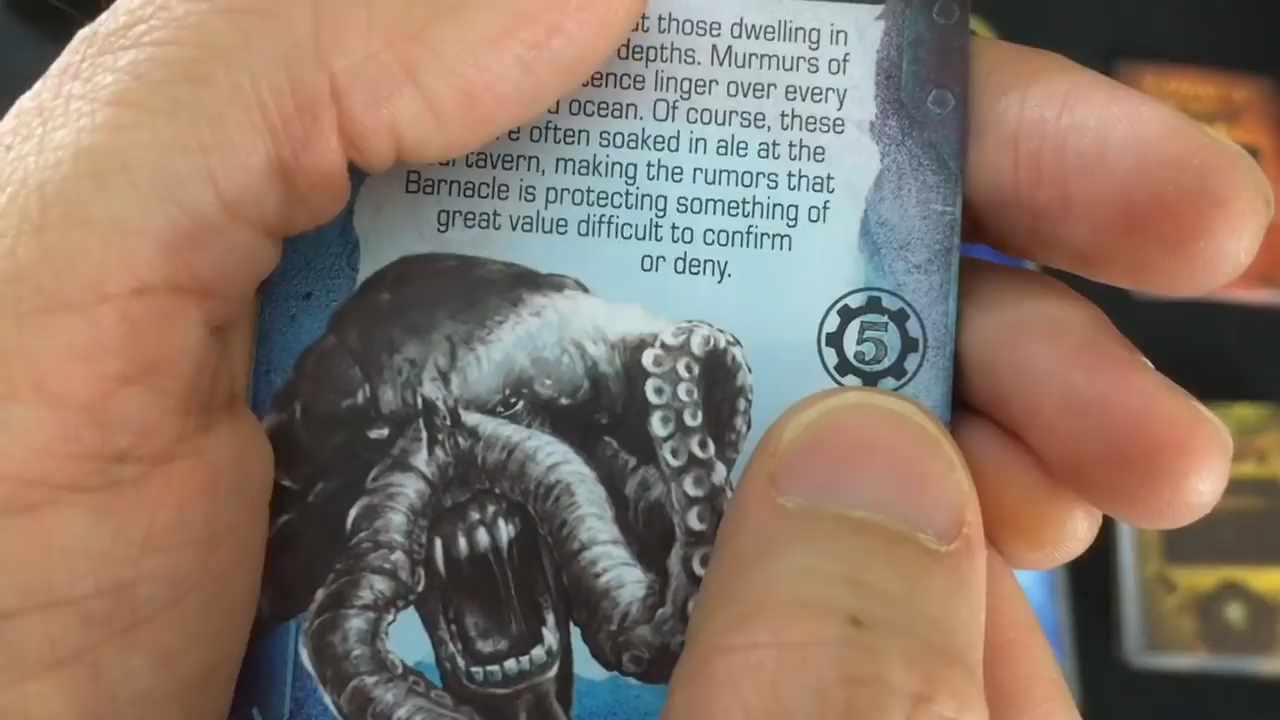 those dwelling in
depths. Murmurs of
linger over every
ocean. Of course, these
often soaked in ale at the
tavern, making the rumors that
Barnacle is protecting something of
great value difficult to confirm
or deny.
5